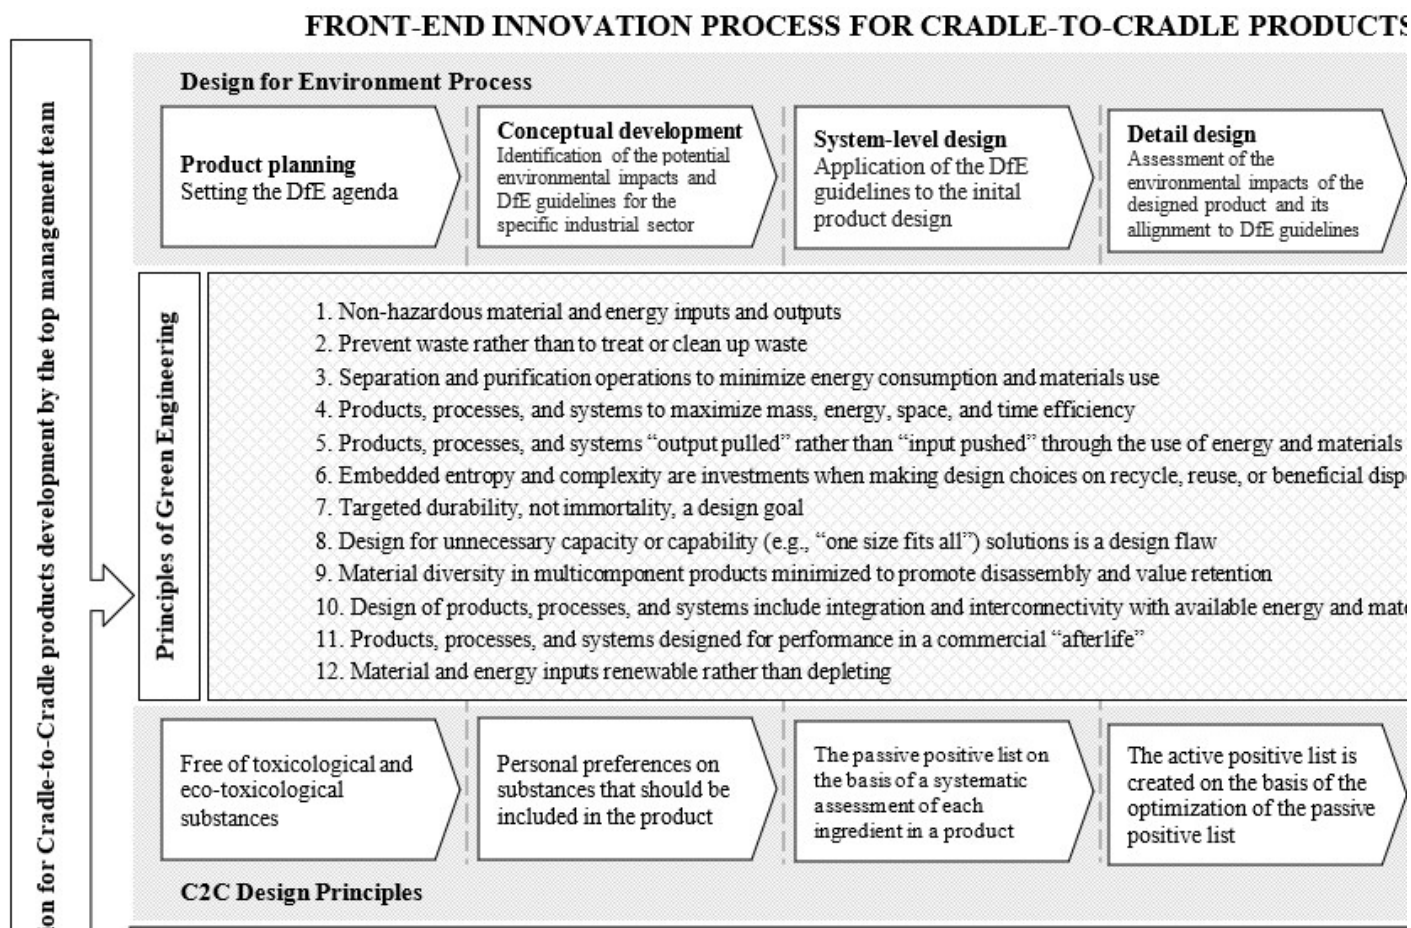 FRONT-END INNOVATION PROCESS FOR CRADLE-TO-CRADLE PRODUCTS
Design for Environment Process
Product planning
Setting the DfE agenda
Conceptual development
Identification of the potential
environmental impacts and
DfE guidelines for the
specific industrial sector
System-level design
Application of the DfE
guidelines to the inital
product design
Detail design
Assessment of the
environmental impacts of the
designed product and its
allignment to DfE guidelines
for Cradle-to-Cradle products development by the top management team
Principles of Green Engineering
1. Non-hazardous material and energy inputs and outputs
2. Prevent waste rather than to treat or clean up waste
3. Separation and purification operations to minimize energy consumption and materials use
4. Products, processes, and systems to maximize mass, energy, space, and time efficiency
5. Products, processes, and systems “output pulled” rather than “input pushed” through the use of energy and materials
6. Embedded entropy and complexity are investments when making design choices on recycle, reuse, or beneficial
7. Targeted durability, not immortality, a design goal
8. Design for unnecessary capacity or capability (e.g., “one size fits all”) solutions is a design flaw
9. Material diversity in multicomponent products minimized to promote disassembly and value retention
10. Design of products, processes, and systems include integration and interconnectivity with available energy and
11. Products, processes, and systems designed for performance in a commercial “afterlife”
12. Material and energy inputs renewable rather than depleting
Free of toxicological and
eco-toxicological
substances
Personal preferences on
substances that should be
included in the product
The passive positive list on
the basis of a systematic
assessment of each
ingredient in a product
The active positive list is
created on the basis of the
optimization of the passive
positive list
C2C Design Principles